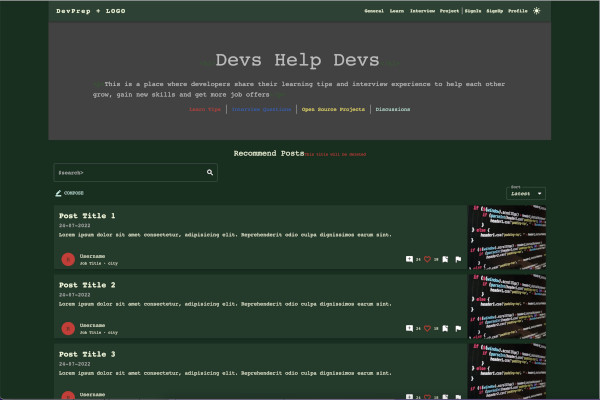 DevPrep + LOGO
General Learn Interview Project SignIn SignUp Profile
Devs Help Devs
This is a place where developers share their learning tips and interview experience to help each other
grow, gain new skills and get more job offers
Learn Tips Interview Questions Open Source Projects Discussions
Recommend Posts
Search>
COMPOSE
Sort
Latest
Post Title 1
24-07-2022
Lorem ipsum dolor sit amet consectetur, adipisicing elit. Reprehenderit odio culpa dignissimos earum sint.
Username
Job Title - city
24 10
Post Title 2
24-07-2022
Lorem ipsum dolor sit amet consectetur, adipisicing elit. Reprehenderit odio culpa dignissimos earum sint.
Username
Job Title - city
24 10
Post Title 3
24-07-2022
Lorem ipsum dolor sit amet consectetur, adipisicing elit. Reprehenderit odio culpa dignissimos earum sint.
Username